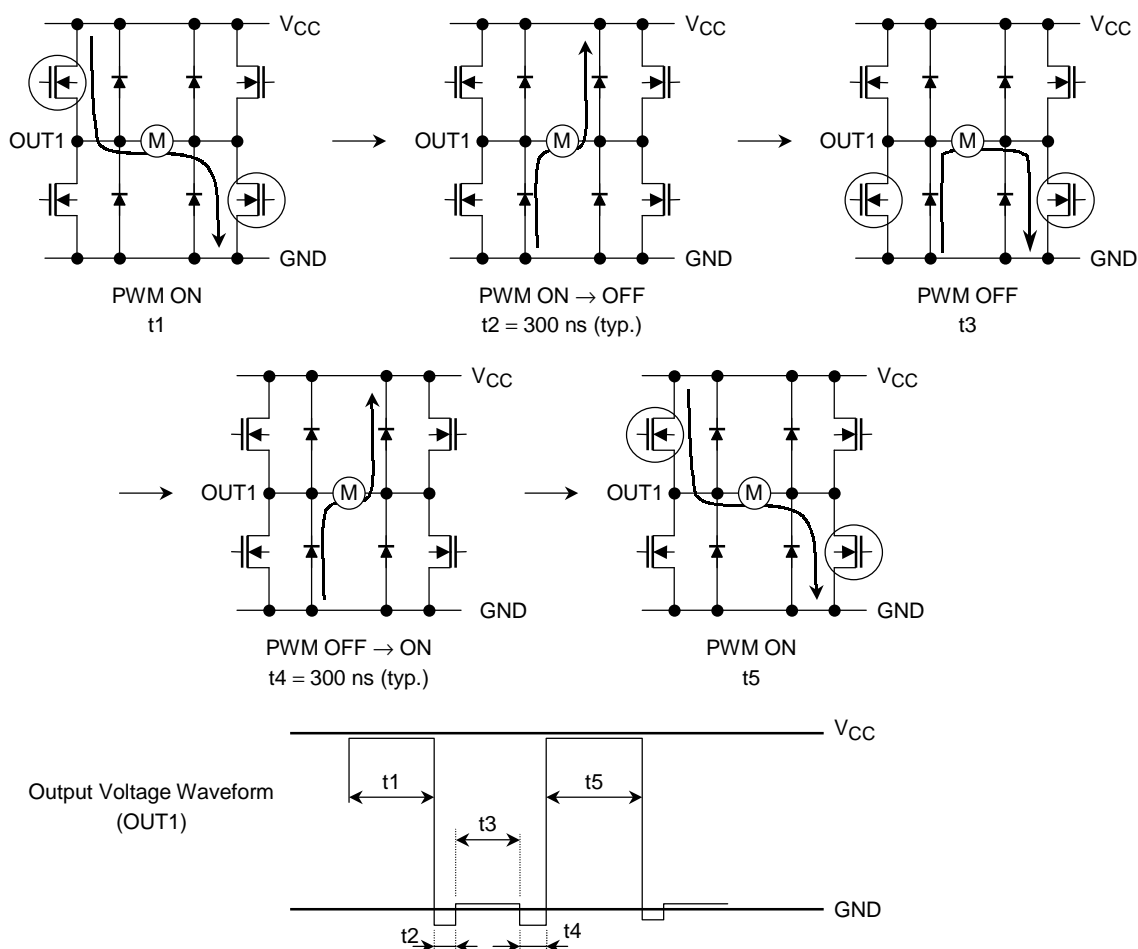 VCC
OUT1
M
GND
PWM ON
t1
VCC
OUT1
M
GND
PWM ON → OFF
t2 = 300 ns (typ.)
VCC
OUT1
M
GND
PWM OFF
t3
VCC
OUT1
M
GND
PWM OFF → ON
t4 = 300 ns (typ.)
VCC
OUT1
M
GND
PWM ON
t5
Output Voltage Waveform
(OUT1)
VCC
t1
t5
t3
GND
t2
t4